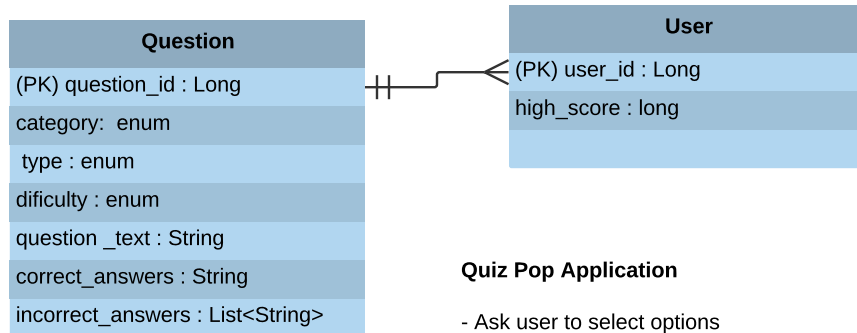 Question
(PK) question_id : Long
category:  enum
type : enum
dificulty : enum
question _text : String
correct_answers : String
incorrect_answers : List<String>
User
(PK) user_id : Long
high_score : long
Quiz Pop Application
- Ask user to select options